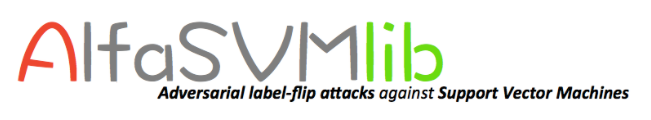 AlfaSVMlib
Adversarial label-flip attacks against Support Vector Machines